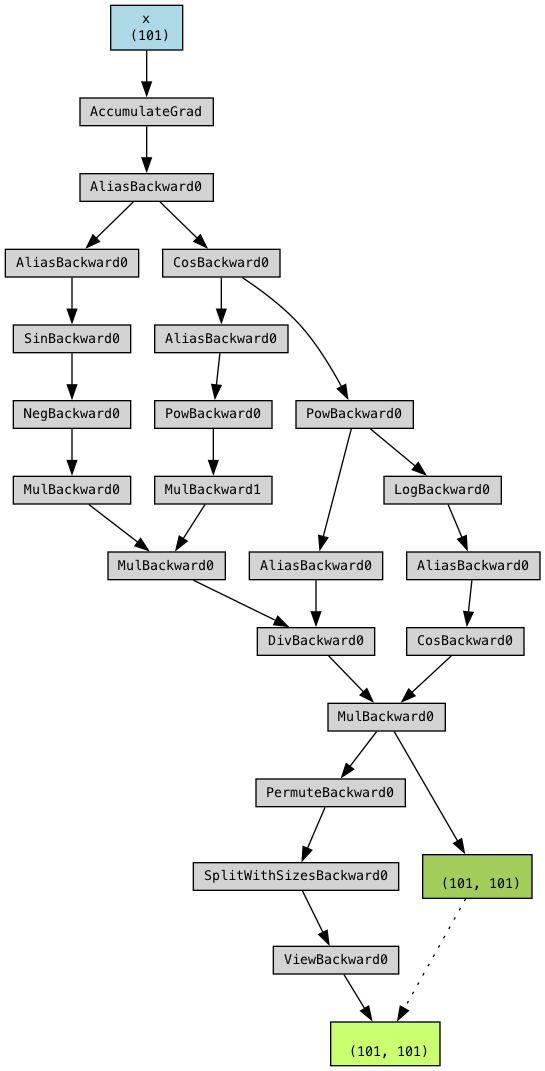 x
(101)
AccumulateGrad
AliasBackward0
AliasBackward0
CosBackward0
SinBackward0
AliasBackward0
NegBackward0
PowBackward0
PowBackward0
MulBackward0
MulBackward1
LogBackward0
MulBackward0
AliasBackward0
AliasBackward0
DivBackward0
CosBackward0
MulBackward0
PermuteBackward0
SplitWithSizesBackward0
(101, 101)
ViewBackward0
(101, 101)